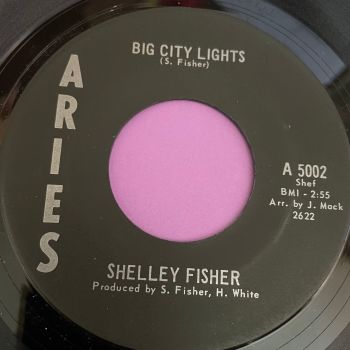 BIG CITY LIGHTS
(S. Fisher)
ARIES
A 5002
Shef
BMI - 2:55
Arr. by J. Mack
2622
SHELLEY FISHER
Produced by S. Fisher, H. White